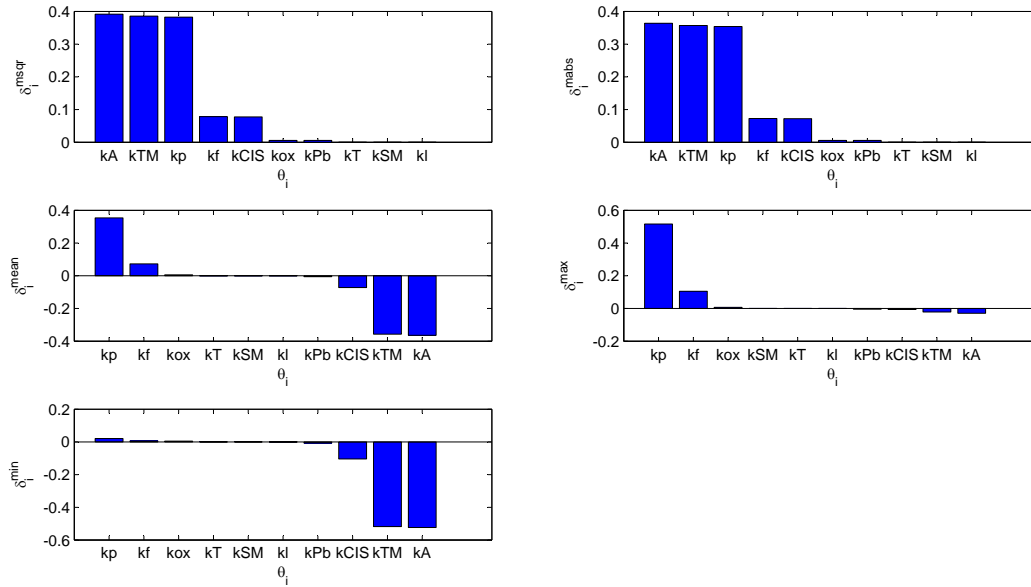 0.4
0.3
0.2
0.1
0
δ_i^msqr
kA kTM kp kf kCIS kox kPb kT kSM kl
θ_i
0.4
0.3
0.2
0.1
0
δ_i^mabs
kA kTM kp kf kCIS kox kPb kT kSM kl
θ_i
0.4
0.2
0
-0.2
-0.4
δ_i^mean
kp kf kox kT kSM kl kPb kCIS kTM kA
θ_i
0.6
0.4
0.2
0
-0.2
δ_i^max
kp kf kox kSM kT kl kPb kCIS kTM kA
θ_i
0.2
0
-0.2
-0.4
-0.6
δ_i^min
kp kf kox kT kSM kl kPb kCIS kTM kA
θ_i